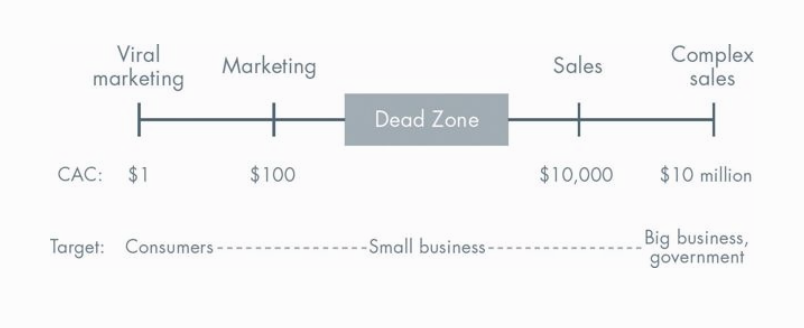 Viral
marketing
Marketing
Sales
Complex
sales
Dead Zone
CAC: $1 $100 $10,000 $10 million
Target: Consumers Small business Big business,
government